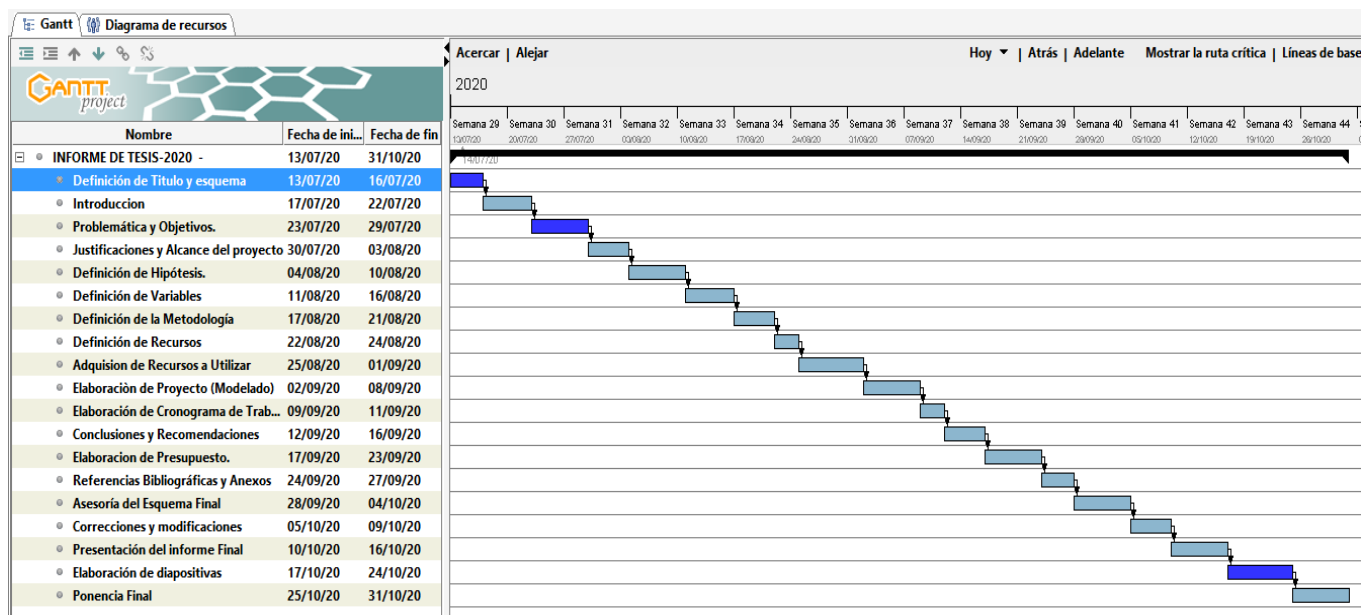 Gantt Diagrama de recursos
Acercar | Alejar Hoy | Atrás | Adelante Mostrar la ruta crítica | Líneas de base
GANTT project
2020
Semana 29 Semana 30 Semana 31 Semana 32 Semana 33 Semana 34 Semana 35 Semana 36 Semana 37 Semana 38 Semana 39 Semana 40 Semana 41 Semana 42 Semana 43 Semana 44
13/07/20 20/07/20 27/07/20 03/08/20 10/08/20 17/08/20 24/08/20 31/08/20 07/09/20 14/09/20 21/09/20 28/09/20 05/10/20 12/10/20 19/10/20 26/10/20
Nombre Fecha de ini... Fecha de fin
INFORME DE TESIS-2020 - 13/07/20 31/10/20
14/07/20
Definición de Titulo y esquema 13/07/20 16/07/20
Introduccion 17/07/20 22/07/20
Problemática y Objetivos. 23/07/20 29/07/20
Justificaciones y Alcance del proyecto 30/07/20 03/08/20
Definición de Hipótesis. 04/08/20 10/08/20
Definición de Variables 11/08/20 16/08/20
Definición de la Metodología 17/08/20 21/08/20
Definición de Recursos 22/08/20 24/08/20
Adquision de Recursos a Utilizar 25/08/20 01/09/20
Elaboraciòn de Proyecto (Modelado) 02/09/20 08/09/20
Elaboración de Cronograma de Trab... 09/09/20 11/09/20
Conclusiones y Recomendaciones 12/09/20 16/09/20
Elaboracion de Presupuesto. 17/09/20 23/09/20
Referencias Bibliográficas y Anexos 24/09/20 27/09/20
Asesoría del Esquema Final 28/09/20 04/10/20
Correcciones y modificaciones 05/10/20 09/10/20
Presentación del informe Final 10/10/20 16/10/20
Elaboración de diapositivas 17/10/20 24/10/20
Ponencia Final 25/10/20 31/10/20